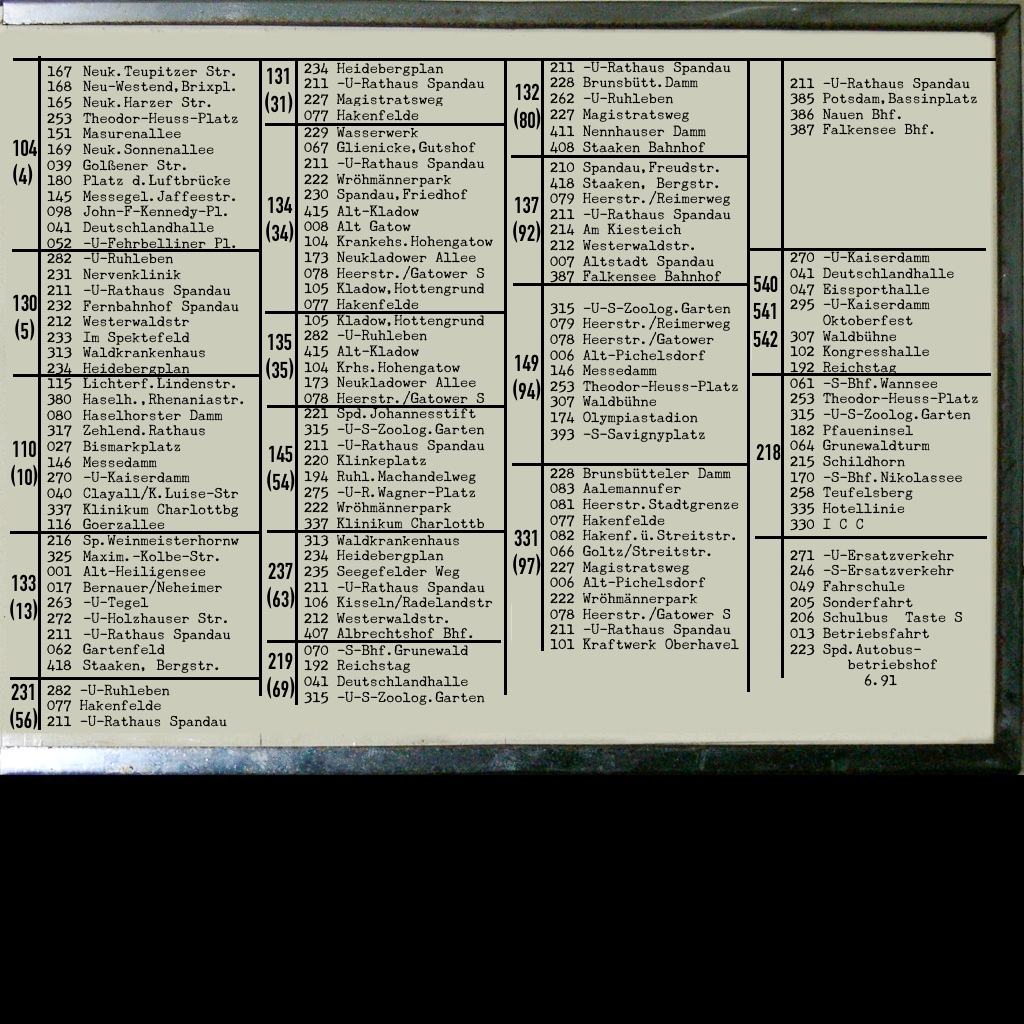 104
(4)
167 Neuk.Teupitzer Str.
168 Neu-Westend,Brixpl.
165 Neuk.Harzer Str.
253 Theodor-Heuss-Platz
151 Masurenallee
169 Neuk.Sonnenallee
039 Golßener Str.
180 Platz d.Luftbrücke
145 Messegel.Jaffeestr.
098 John-F-Kennedy-Pl.
041 Deutschlandhalle
052 -U-Fehrbelliner Pl.
130
(5)
282 -U-Ruhleben
231 Nervenklinik
211 -U-Rathaus Spandau
232 Fernbahnhof Spandau
212 Westerwaldstr
233 Im Spektefeld
313 Waldkrankenhaus
234 Heidebergplan
110
(10)
115 Lichterf.Lindenstr.
380 Haselh.,Rhenaniastr.
080 Haselhorster Damm
317 Zehlend.Rathaus
027 Bismarkplatz
146 Messedamm
270 -U-Kaiserdamm
040 Clayall/K.Luise-Str
337 Klinikum Charlottbg
116 Goerzallee
133
(13)
216 Sp.Weinmeisterhornw
325 Maxim.-Kolbe-Str.
001 Alt-Heiligensee
017 Bernauer/Neheimer
263 -U-Tegel
272 -U-Holzhauser Str.
211 -U-Rathaus Spandau
062 Gartenfeld
418 Staaken, Bergstr.
231
(56)
282 -U-Ruhleben
077 Hakenfelde
211 -U-Rathaus Spandau
131
(31)
234 Heidebergplan
211 -U-Rathaus Spandau
227 Magistratsweg
077 Hakenfelde
134
(34)
229 Wasserwerk
067 Glienicke,Gutshof
211 -U-Rathaus Spandau
222 Wröhmännerpark
230 Spandau,Friedhof
415 Alt-Kladow
008 Alt Gatow
104 Krankehs.Hohengatow
173 Neukladower Allee
078 Heerstr./Gatower S
105 Kladow,Hottengrund
077 Hakenfelde
135
(35)
105 Kladow,Hottengrund
282 -U-Ruhleben
415 Alt-Kladow
104 Krhs.Hohengatow
173 Neukladower Allee
078 Heerstr./Gatower S
145
(54)
221 Spd.Johannesstift
315 -U-S-Zoolog.Garten
211 -U-Rathaus Spandau
220 Klinkeplatz
194 Ruhl.Machandelweg
275 -U-R.Wagner-Platz
222 Wröhmännerpark
337 Klinikum Charlottb
237
(63)
313 Waldkrankenhaus
234 Heidebergplan
235 Seegefelder Weg
211 -U-Rathaus Spandau
106 Kisseln/Radelandstr
212 Westerwaldstr.
407 Albrechtshof Bhf.
219
(69)
070 -S-Bhf.Grunewald
192 Reichstag
041 Deutschlandhalle
315 -U-S-Zoolog.Garten
132
(80)
211 -U-Rathaus Spandau
228 Brunsbütt.Damm
262 -U-Ruhleben
227 Magistratsweg
411 Nennhauser Damm
408 Staaken Bahnhof
137
(92)
210 Spandau,Freudstr.
418 Staaken, Bergstr.
079 Heerstr./Reimerweg
211 -U-Rathaus Spandau
214 Am Kiesteich
212 Westerwaldstr.
007 Altstadt Spandau
387 Falkensee Bahnhof
149
(94)
315 -U-S-Zoolog.Garten
079 Heerstr./Reimerweg
078 Heerstr./Gatower
006 Alt-Pichelsdorf
146 Messedamm
253 Theodor-Heuss-Platz
307 Waldbühne
174 Olympiastadion
393 -S-Savignyplatz
331
(97)
228 Brunsbütteler Damm
083 Aalemannufer
081 Heerstr.Stadtgrenze
077 Hakenfelde
082 Hakenf.ü.Streitstr.
066 Goltz/Streitstr.
227 Magistratsweg
006 Alt-Pichelsdorf
222 Wröhmännerpark
078 Heerstr./Gatower S
211 -U-Rathaus Spandau
101 Kraftwerk Oberhavel
211 -U-Rathaus Spandau
385 Potsdam,Bassinplatz
386 Nauen Bhf.
387 Falkensee Bhf.
540
541
542
270 -U-Kaiserdamm
041 Deutschlandhalle
047 Eissporthalle
295 -U-Kaiserdamm
Oktoberfest
307 Waldbühne
102 Kongresshalle
192 Reichstag
218
061 -S-Bhf.Wannsee
253 Theodor-Heuss-Platz
315 -U-S-Zoolog.Garten
182 Pfaueninsel
064 Grunewaldturm
215 Schildhorn
170 -S-Bhf.Nikolassee
258 Teufelsberg
335 Hotellinie
330 I C C
271 -U-Ersatzverkehr
246 -S-Ersatzverkehr
049 Fahrschule
205 Sonderfahrt
206 Schulbus Taste S
013 Betriebsfahrt
223 Spd.Autobus-
betriebshof
6.91